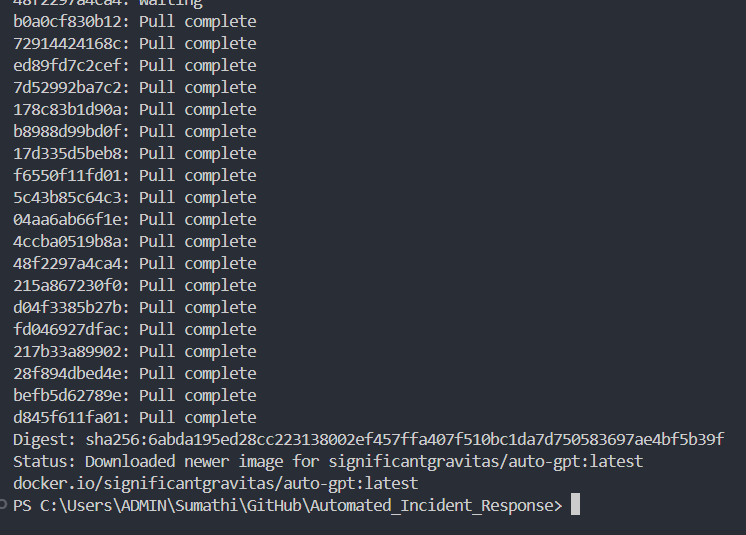 48f2297a4ca4: Waiting
b0a0cf830b12: Pull complete
72914424168c: Pull complete
ed89fd7c2cef: Pull complete
7d52992ba7c2: Pull complete
178c83b1d90a: Pull complete
b8988d99bd0f: Pull complete
17d335d5beb8: Pull complete
f6550f11fd01: Pull complete
5c43b85c64c3: Pull complete
04aa6ab66f1e: Pull complete
4ccba0519b8a: Pull complete
48f2297a4ca4: Pull complete
215a867230f0: Pull complete
d04f3385b27b: Pull complete
fd046927dfac: Pull complete
217b33a89902: Pull complete
28f894dbed4e: Pull complete
befb5d62789e: Pull complete
d845f611fa01: Pull complete
Digest: sha256:6abda195ed28cc223138002ef457ffa407f510bc1da7d750583697ae4bf5b39f
Status: Downloaded newer image for significantgravitas/auto-gpt:latest
docker.io/significantgravitas/auto-gpt:latest
PS C:\Users\ADMIN\Sumathi\GitHub\Automated_Incident_Response>